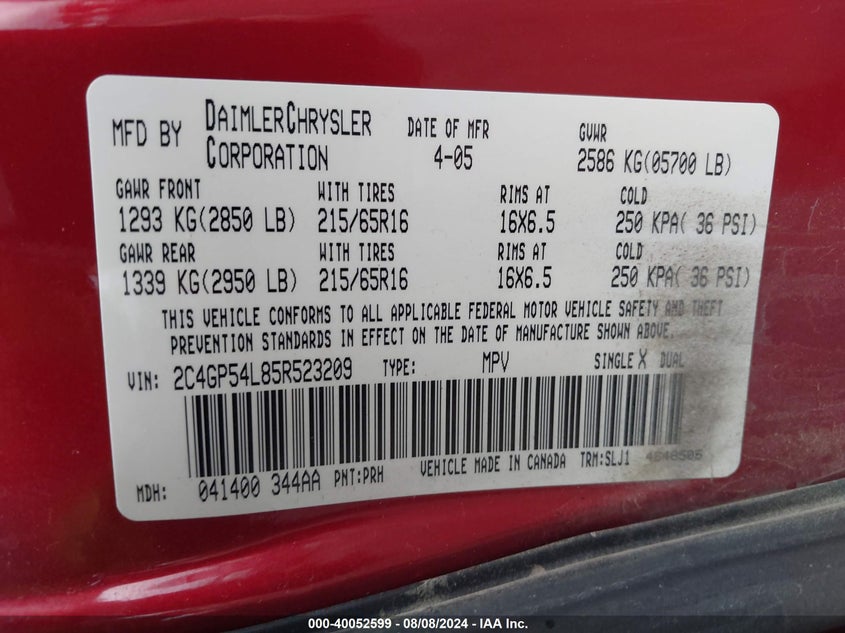 MFD BY DAIMLERCHRYSLER CORPORATION DATE OF MFR 4-05 GVWR 2586 KG(05700 LB)
GAWR FRONT WITH TIRES RIMS AT COLD
1293 KG(2850 LB) 215/65R16 16X6.5 250 KPA( 36 PSI)
GAWR REAR WITH TIRES RIMS AT COLD
1339 KG(2950 LB) 215/65R16 16X6.5 250 KPA( 36 PSI)
THIS VEHICLE CONFORMS TO ALL APPLICABLE FEDERAL MOTOR VEHICLE SAFETY AND THEFT
PREVENTION STANDARDS IN EFFECT ON THE DATE OF MANUFACTURE SHOWN ABOVE.
VIN: 2C4GP54L85R523209 TYPE: MPV SINGLE X DUAL
MDH: 041400 344AA PNT:PRH VEHICLE MADE IN CANADA TRM:SLJ1
000-40052599 - 08/08/2024 - IAA Inc.